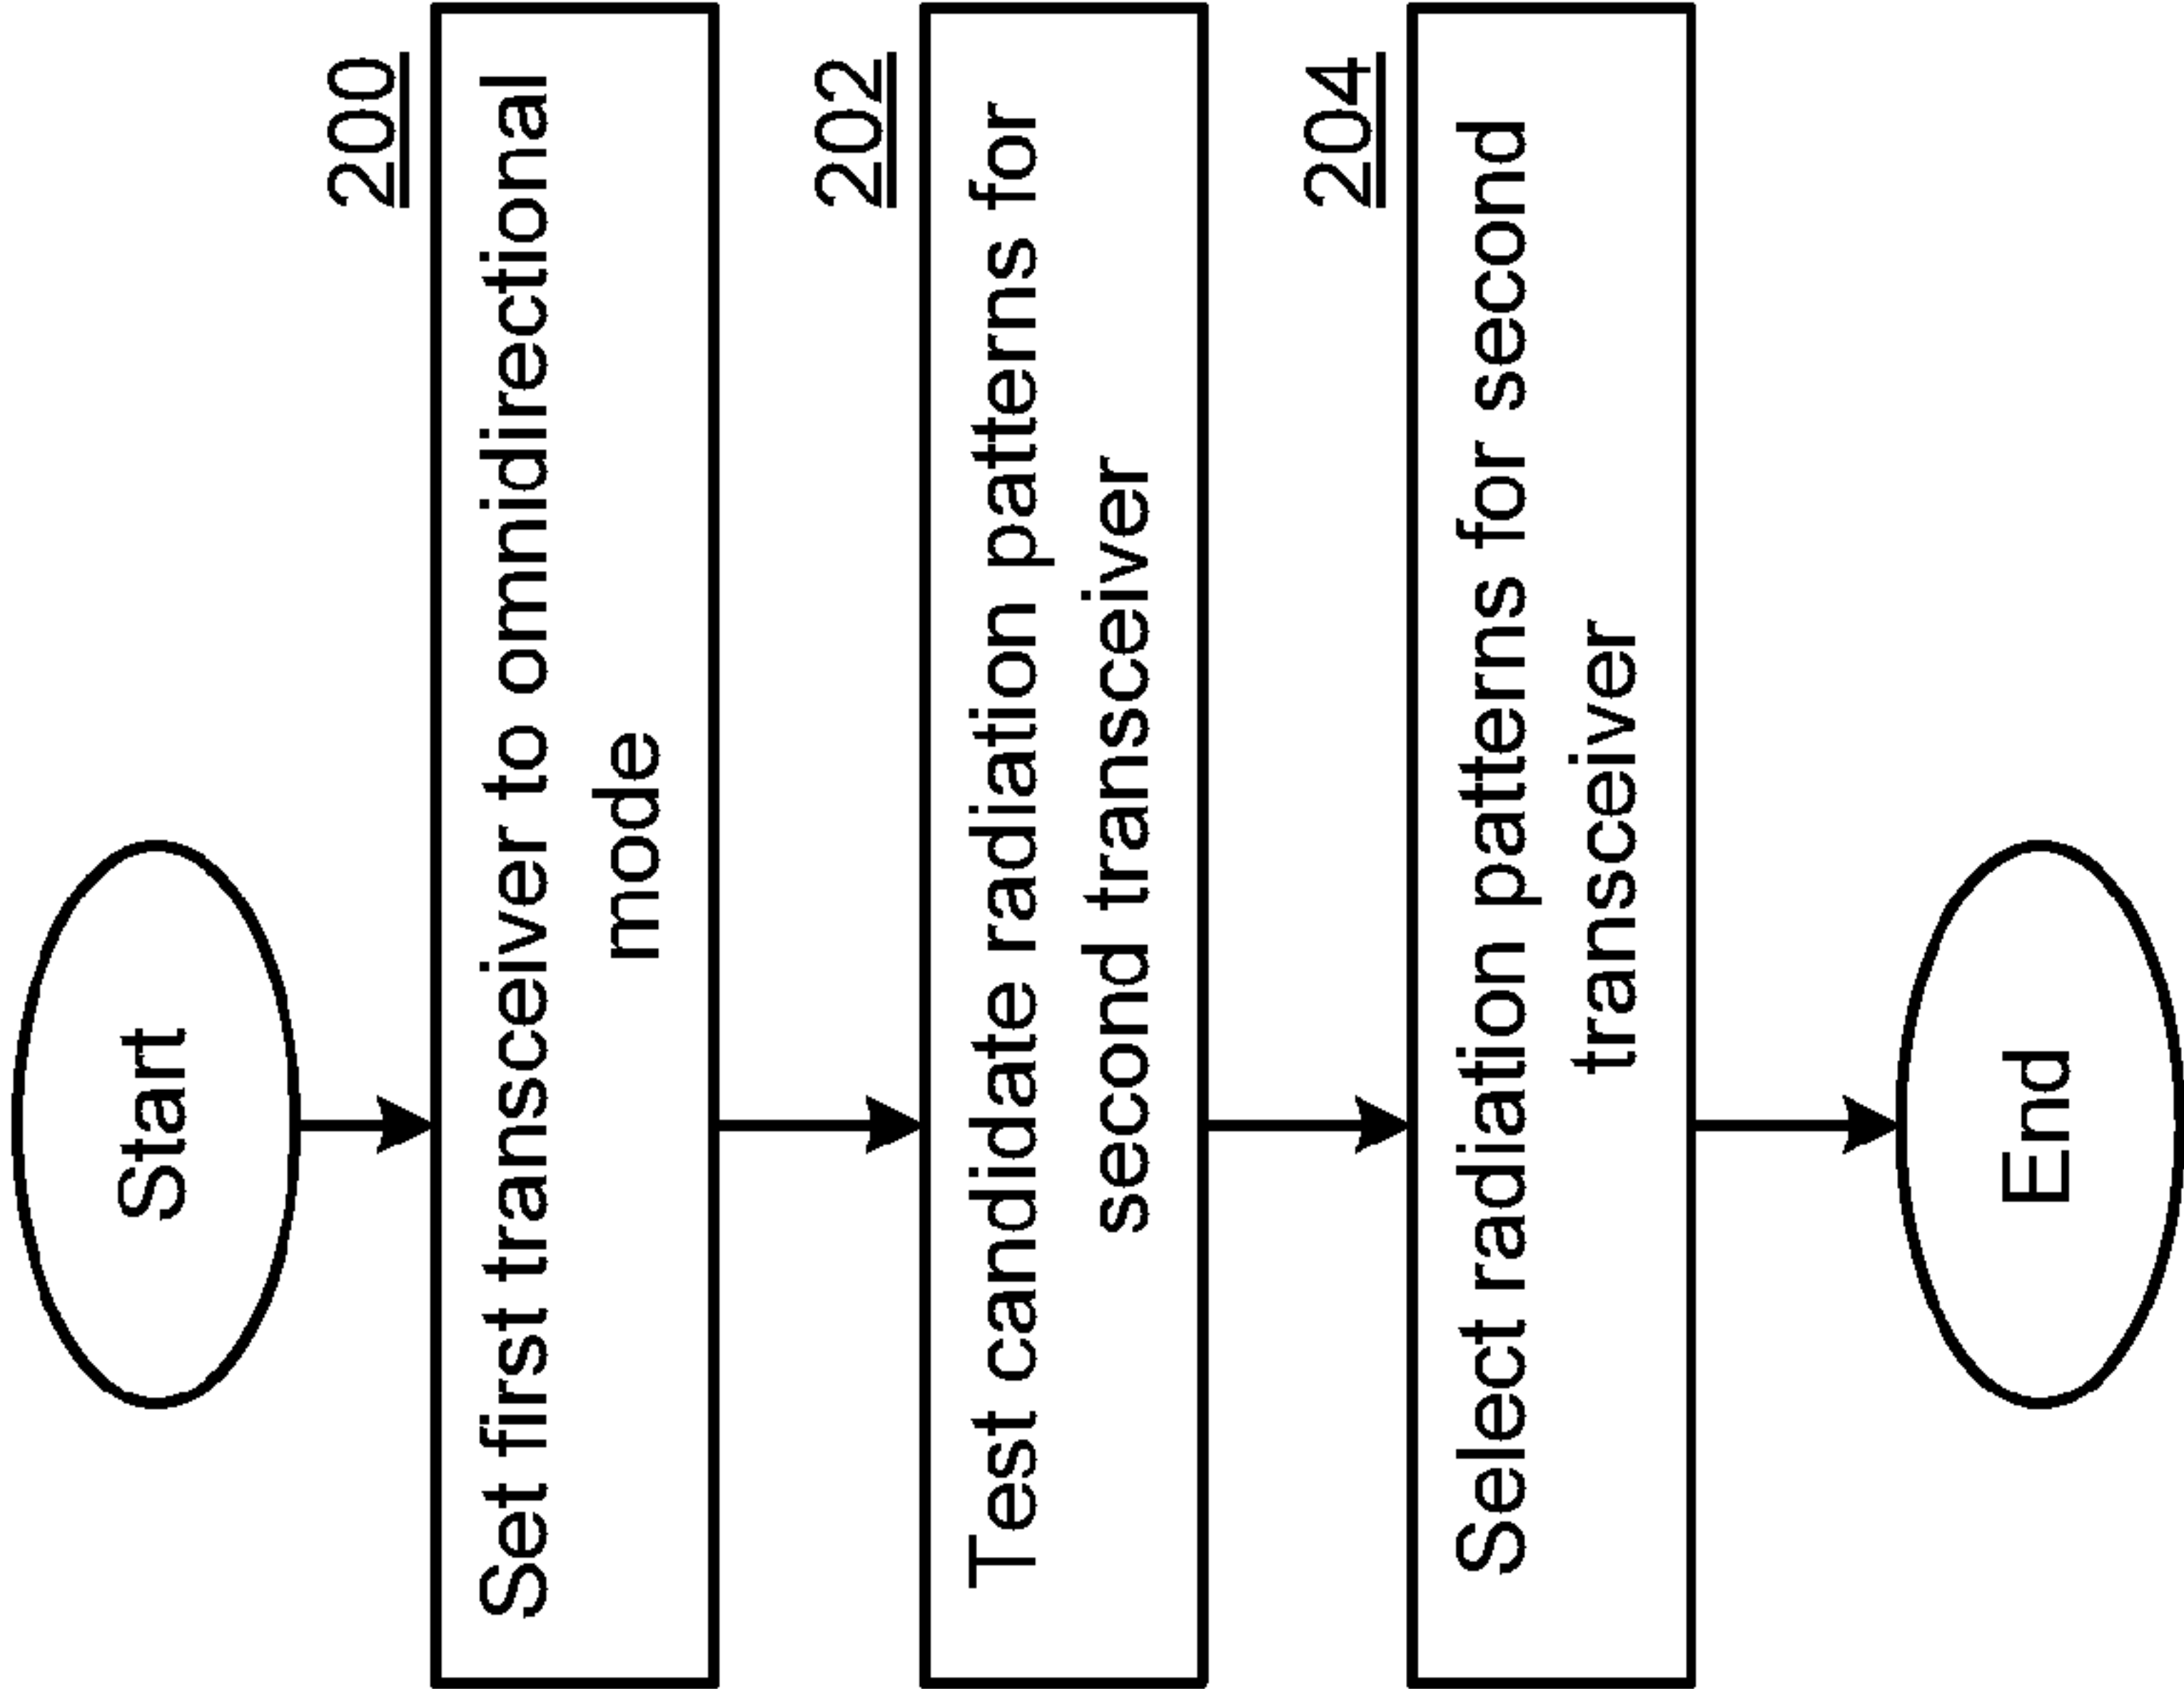 Start
200
Set first transceiver to omnidirectional
mode
202
Test candidate radiation patterns for
second transceiver
204
Select radiation patterns for second
transceiver
End